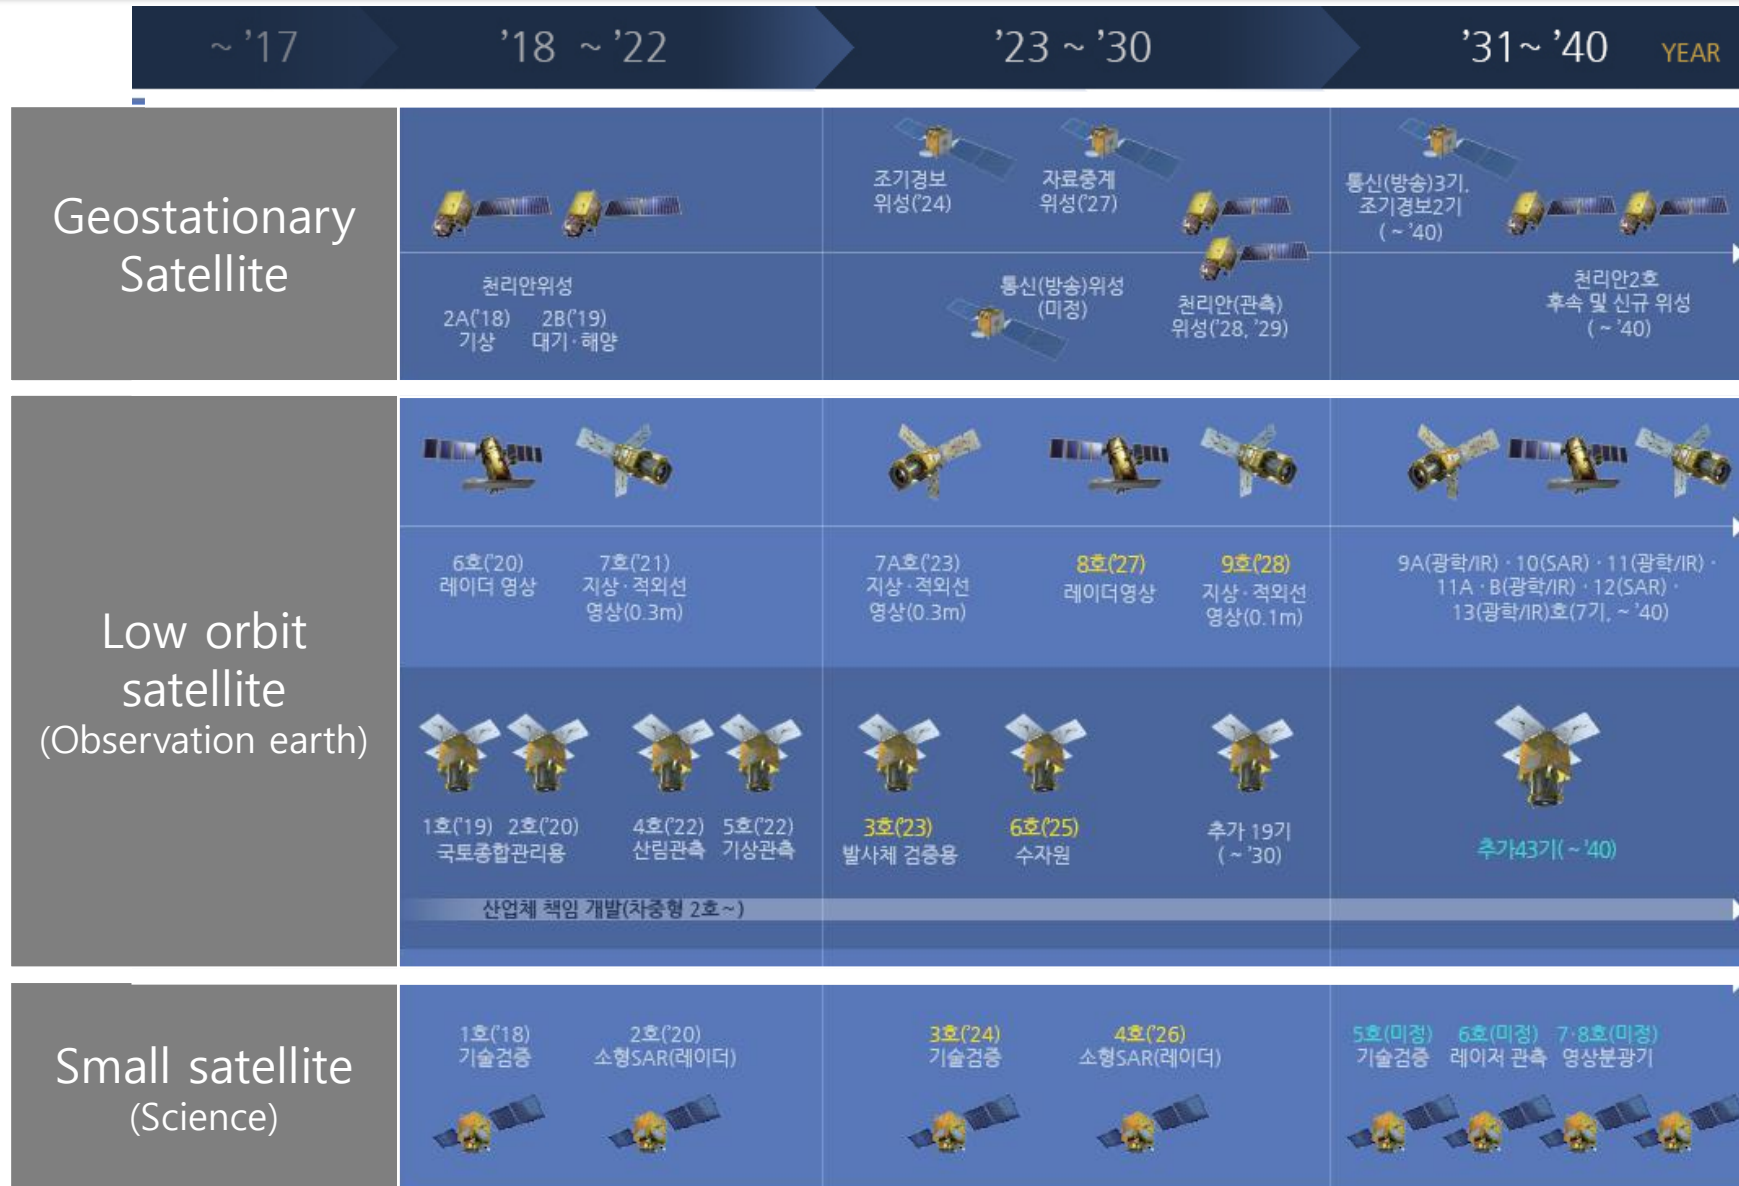 ~ ’17
’18 ~ ’22
’23 ~ ’30
’31~ ’40
YEAR
Geostationary
Satellite
천리안위성
2A(’18)
기상
2B(’19)
대기·해양
조기경보
위성(’24)
자료중계
위성(’27)
통신(방송)위성
(미정)
천리안(관측)
위성(’28, ’29)
통신(방송)3기,
조기경보2기
( ~ ’40)
천리안2호
후속 및 신규 위성
( ~ ’40)
Low orbit
satellite
(Observation earth)
6호(’20)
레이더 영상
7호(’21)
지상·적외선
영상(0.3m)
7A호(’23)
지상·적외선
영상(0.3m)
8호(’27)
레이더영상
9호(’28)
지상·적외선
영상(0.1m)
9A(광학/IR) · 10(SAR) · 11(광학/IR) ·
11A · B(광학/IR) · 12(SAR) ·
13(광학/IR)호(7기, ~ ’40)
1호(’19) 2호(’20)
국토종합관리용
4호(’22)
산림관측
5호(’22)
기상관측
3호(’23)
발사체 검증용
6호(’25)
수자원
추가 19기
( ~ ’30)
추가43기( ~ ’40)
산업체 책임 개발(차중형 2호~)
Small satellite
(Science)
1호(’18)
기술검증
2호(’20)
소형SAR(레이더)
3호(’24)
기술검증
4호(’26)
소형SAR(레이더)
5호(미정)
기술검증
6호(미정)
레이저 관측
7·8호(미정)
영상분광기